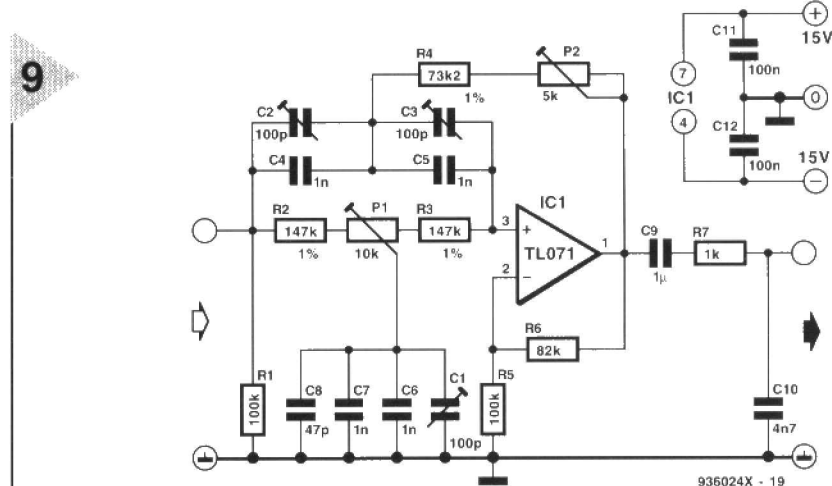 9
R4
73k2
1%
P2
5k
C11
100n
+
15V
7
IC1
4
0
C12
100n
15V
−
C2
100p
C3
100p
C4
1n
C5
1n
R2
147k
1%
P1
10k
R3
147k
1%
IC1
3
+
TL071
1
2
−
C9
1µ
R7
1k
R6
82k
R1
100k
C8
47p
C7
1n
C6
1n
C1
100p
R5
100k
C10
4n7
936024X - 19